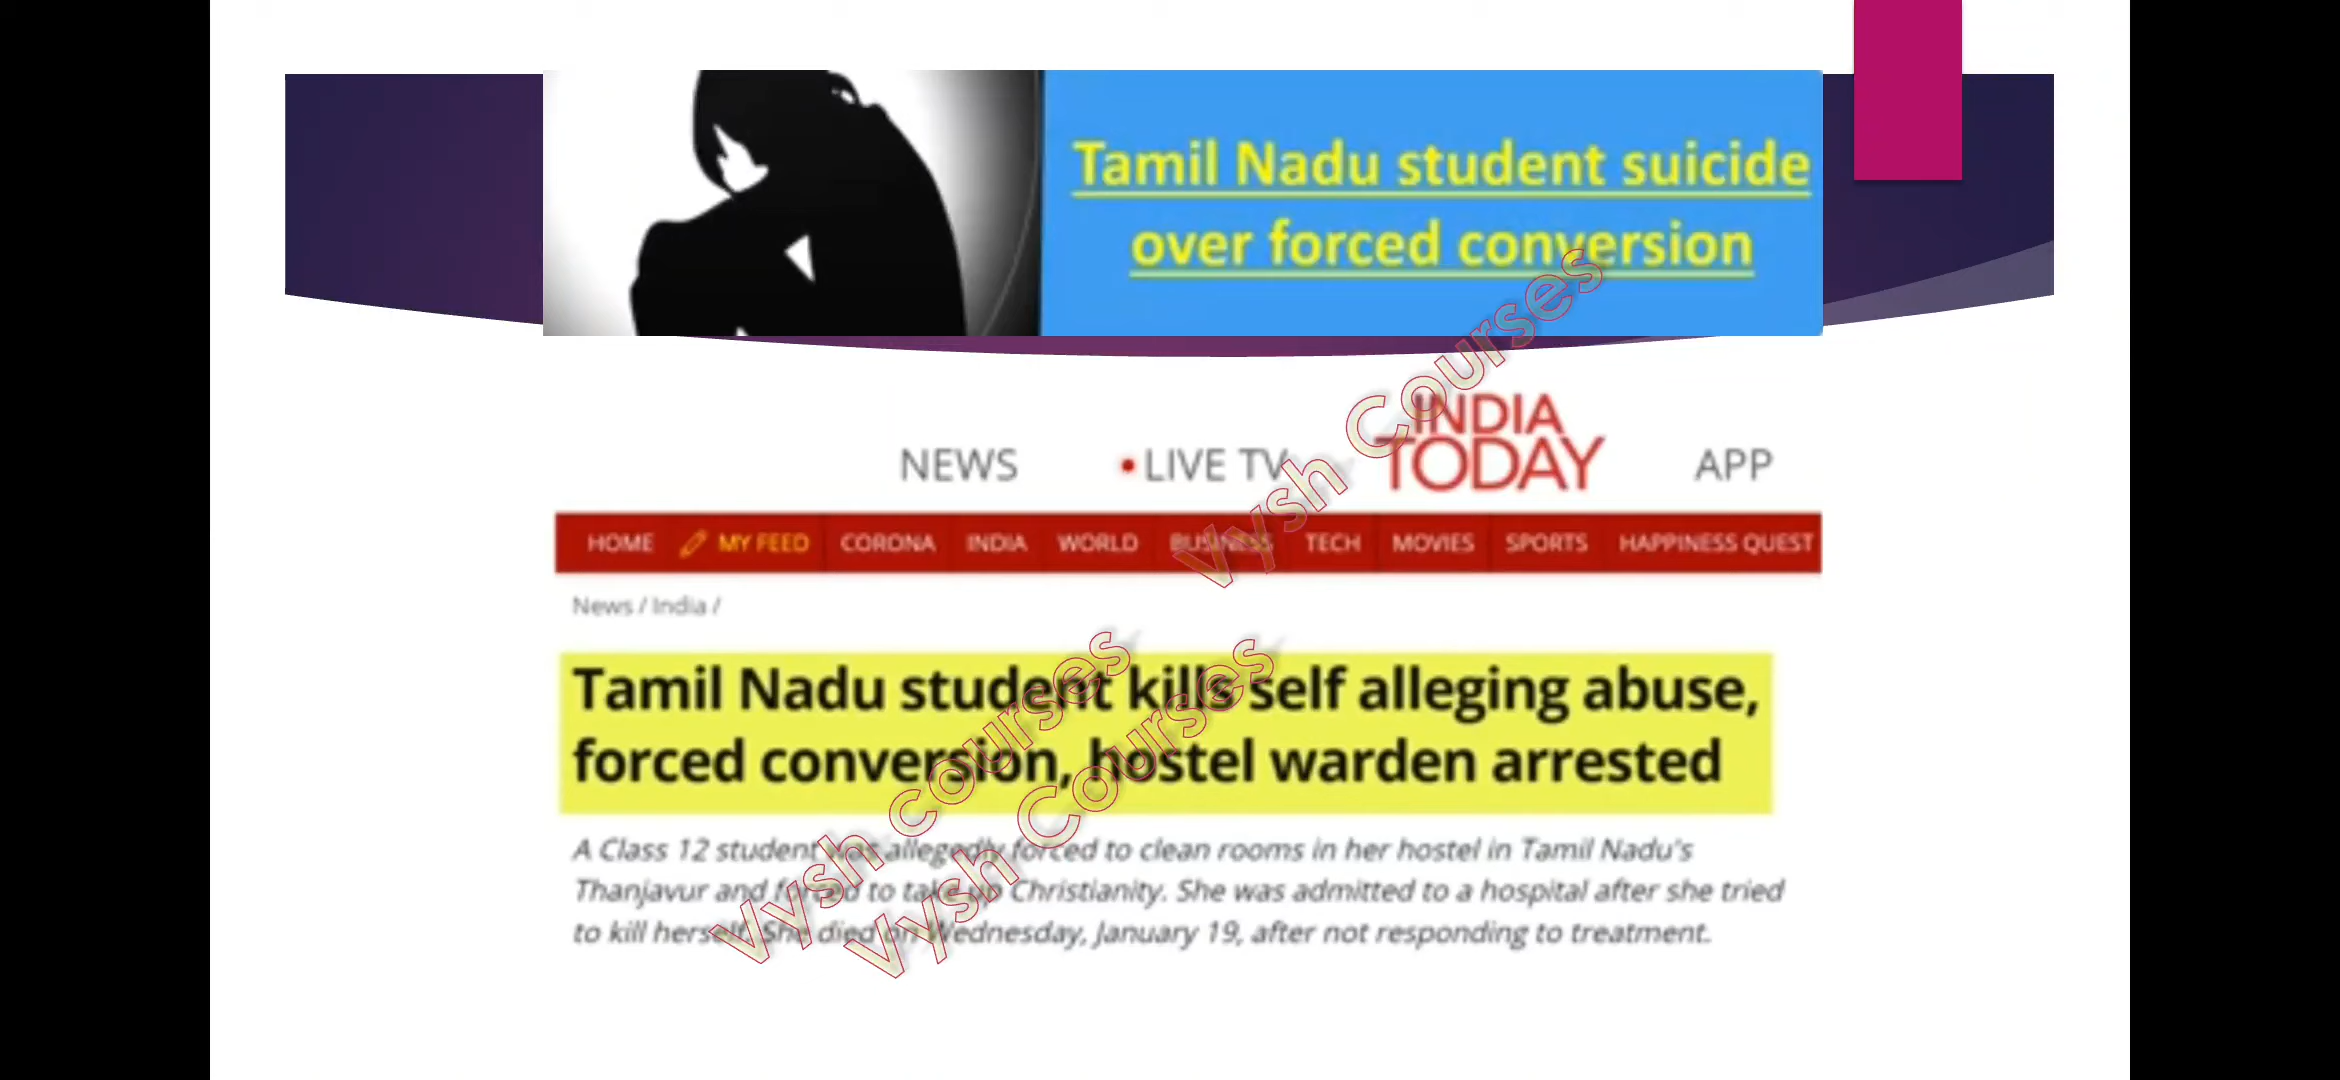 Tamil Nadu student suicide
over forced conversion
INDIA
TODAY
NEWS
LIVE TV
APP
HOME MY FEED CORONA INDIA WORLD BUSINESS TECH MOVIES SPORTS HAPPINESS QUEST
News / India /
Tamil Nadu student kills self alleging abuse,
forced conversion, hostel warden arrested
A Class 12 student was allegedly forced to clean rooms in her hostel in Tamil Nadu's
Thanjavur and forced to take up Christianity. She was admitted to a hospital after she tried
to kill herself. She died on Wednesday, January 19, after not responding to treatment.
Vysh Courses
Vysh courses
Vysh Courses